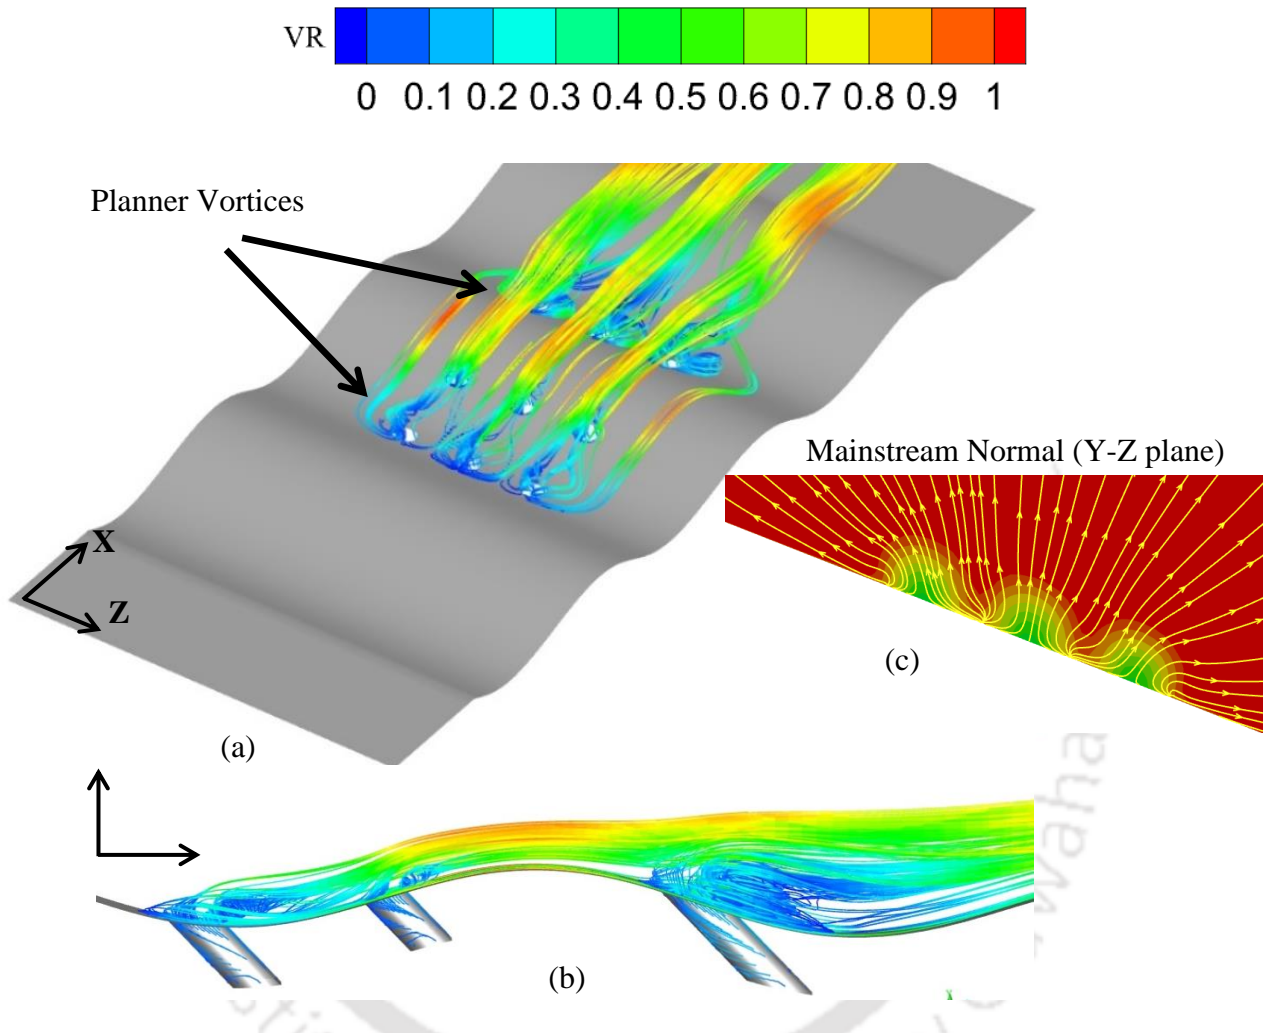 VR
0 0.1 0.2 0.3 0.4 0.5 0.6 0.7 0.8 0.9 1
Planner Vortices
Mainstream Normal (Y-Z plane)
X
Z
(c)
(a)
(b)